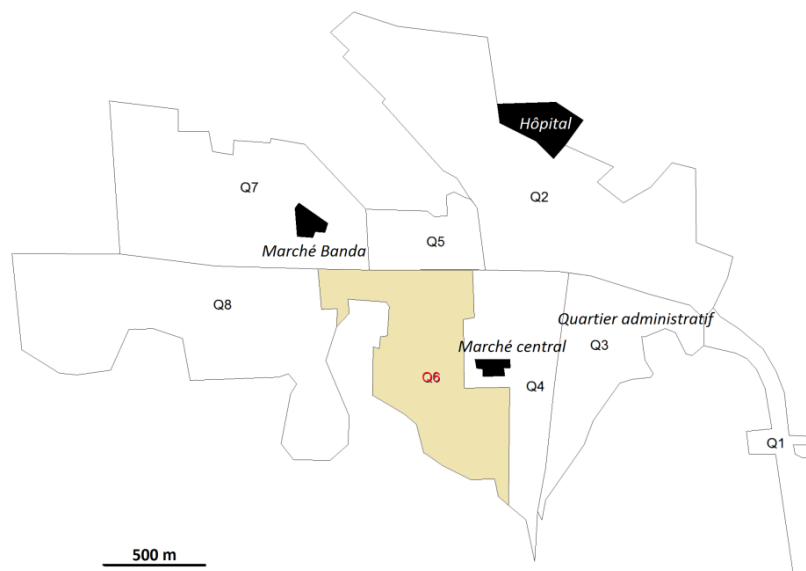 Hôpital
Q7
Q2
Marché Banda
Q5
Q8
Quartier administratif
Marché central
Q3
Q6
Q4
Q1
500 m